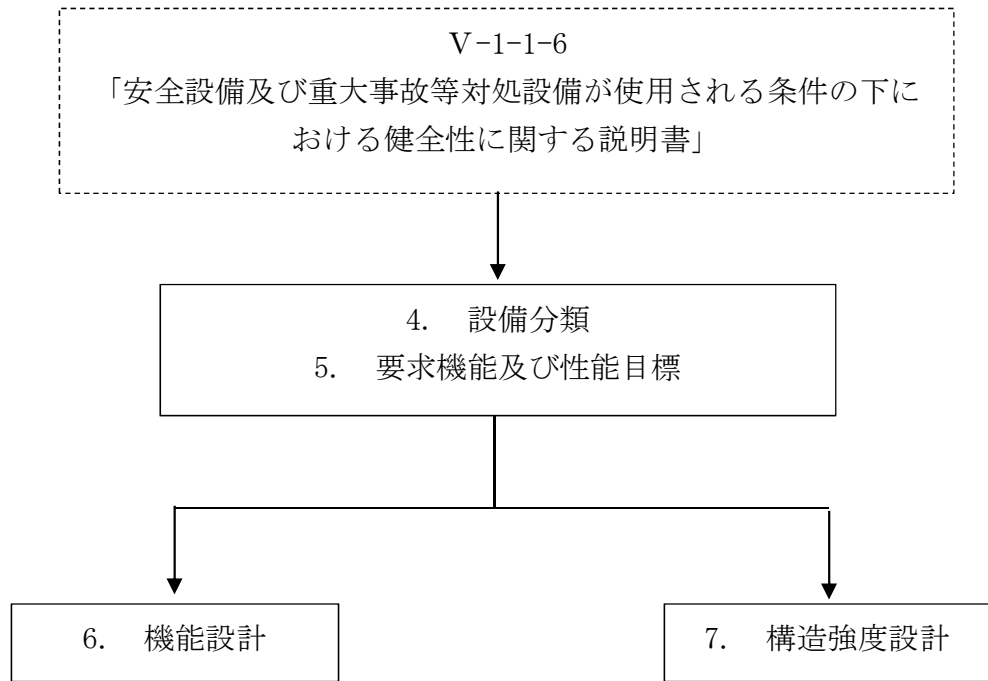 Ⅴ-1-1-6
「安全設備及び重大事故等対処設備が使用される条件の下に
おける健全性に関する説明書」
4.　設備分類
5.　要求機能及び性能目標
6.　機能設計
7.　構造強度設計